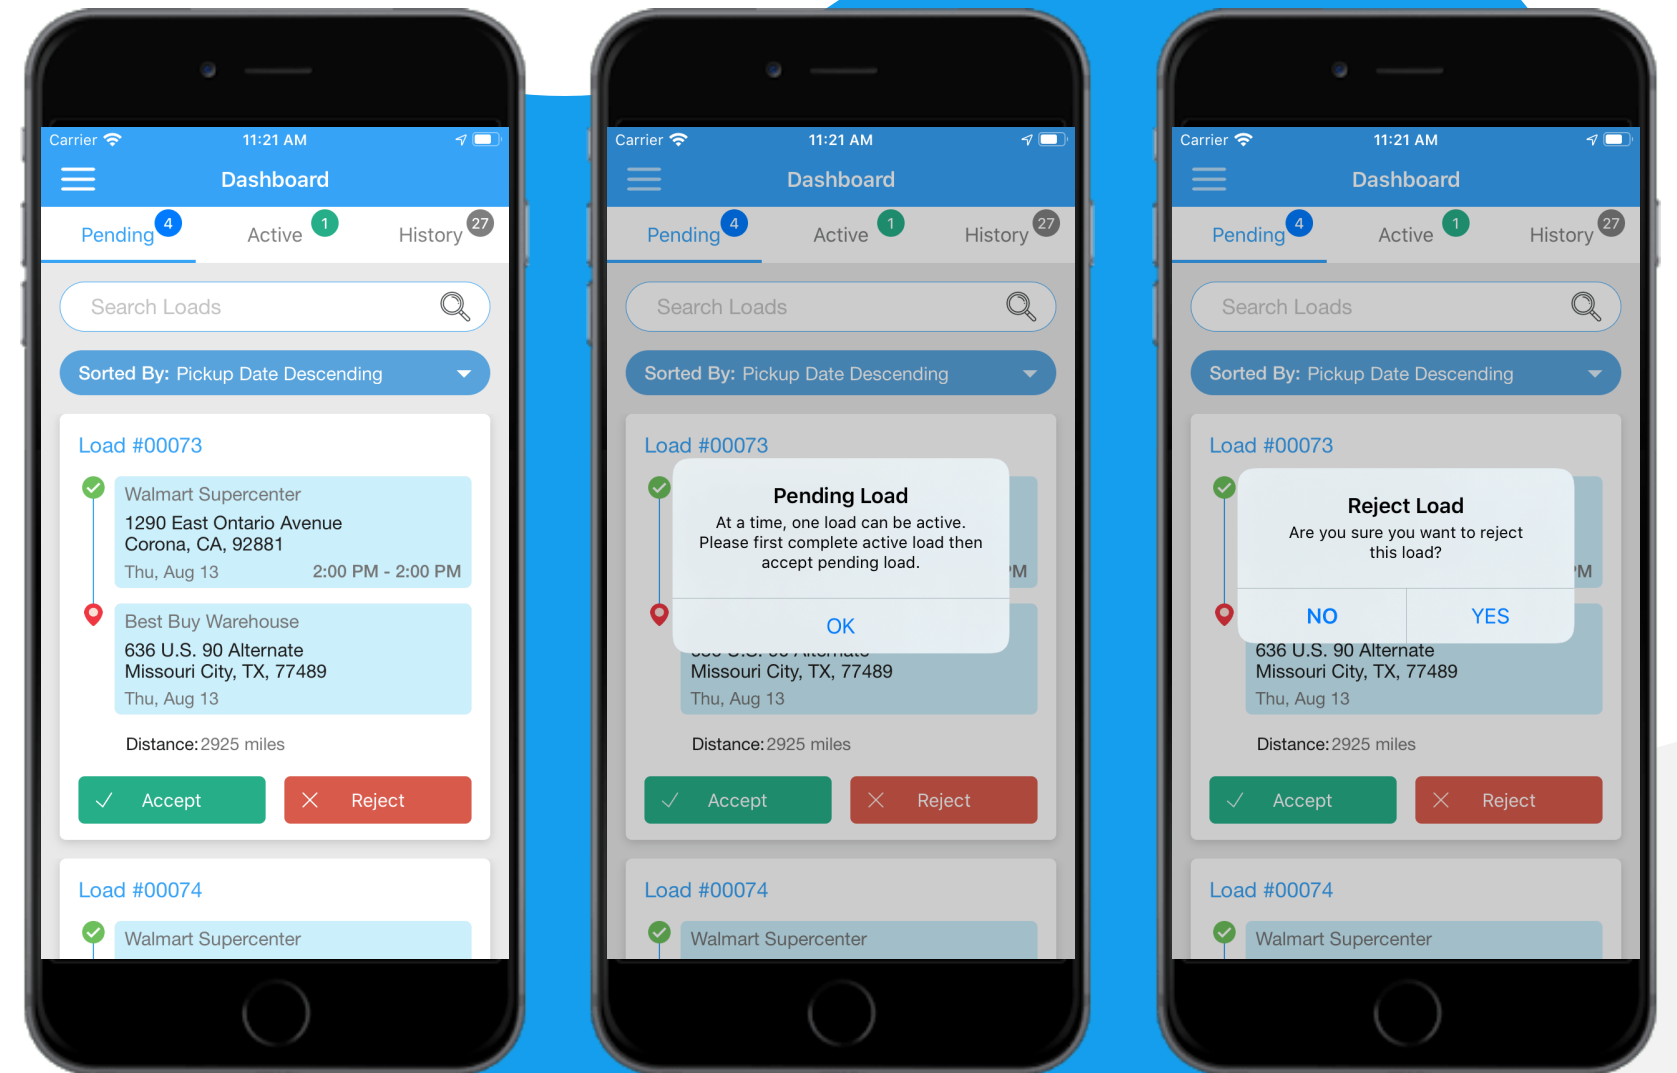 Carrier 11:21 AM
Dashboard
Pending 4 Active 1 History 27
Search Loads
Sorted By: Pickup Date Descending
Load #00073
Walmart Supercenter
1290 East Ontario Avenue
Corona, CA, 92881
Thu, Aug 13 2:00 PM - 2:00 PM
Best Buy Warehouse
636 U.S. 90 Alternate
Missouri City, TX, 77489
Thu, Aug 13
Distance: 2925 miles
Accept Reject
Load #00074
Walmart Supercenter
Carrier 11:21 AM
Dashboard
Pending 4 Active 1 History 27
Search Loads
Sorted By: Pickup Date Descending
Load #00073
Pending Load
At a time, one load can be active.
Please first complete active load then
accept pending load.
PM
OK
Missouri City, TX, 77489
Thu, Aug 13
Distance: 2925 miles
Accept Reject
Load #00074
Walmart Supercenter
Carrier 11:21 AM
Dashboard
Pending 4 Active 1 History 27
Search Loads
Sorted By: Pickup Date Descending
Load #00073
Reject Load
Are you sure you want to reject
this load?
PM
NO YES
636 U.S. 90 Alternate
Missouri City, TX, 77489
Thu, Aug 13
Distance: 2925 miles
Accept Reject
Load #00074
Walmart Supercenter